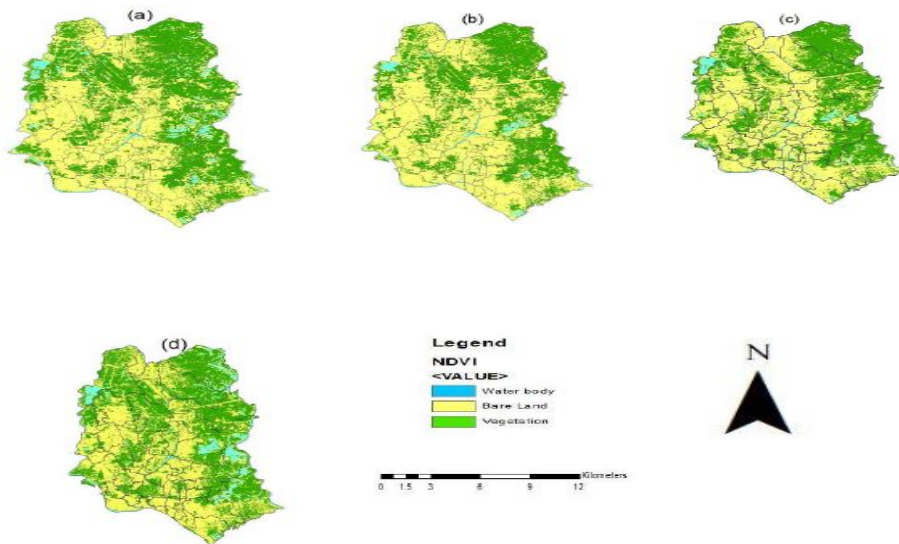 (a)
(b)
(c)
(d)
Legend
NDVI
<VALUE>
Water body
Bare Land
Vegetation
N
Kilometers
0 1.5 3 6 9 12